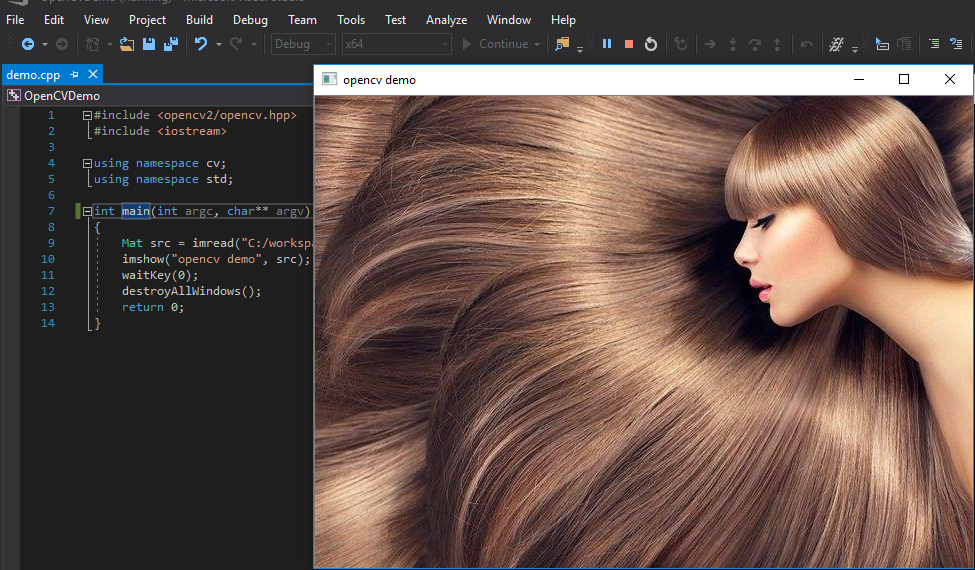 File Edit View Project Build Debug Team Tools Test Analyze Window Help
Debug x64 Continue
demo.cpp
opencv demo
OpenCVDemo
1 #include <opencv2/opencv.hpp>
2 #include <iostream>
3
4 using namespace cv;
5 using namespace std;
6
7 int main(int argc, char** argv)
8 {
9 Mat src = imread("C:/workspa
10 imshow("opencv demo", src);
11 waitKey(0);
12 destroyAllWindows();
13 return 0;
14 }